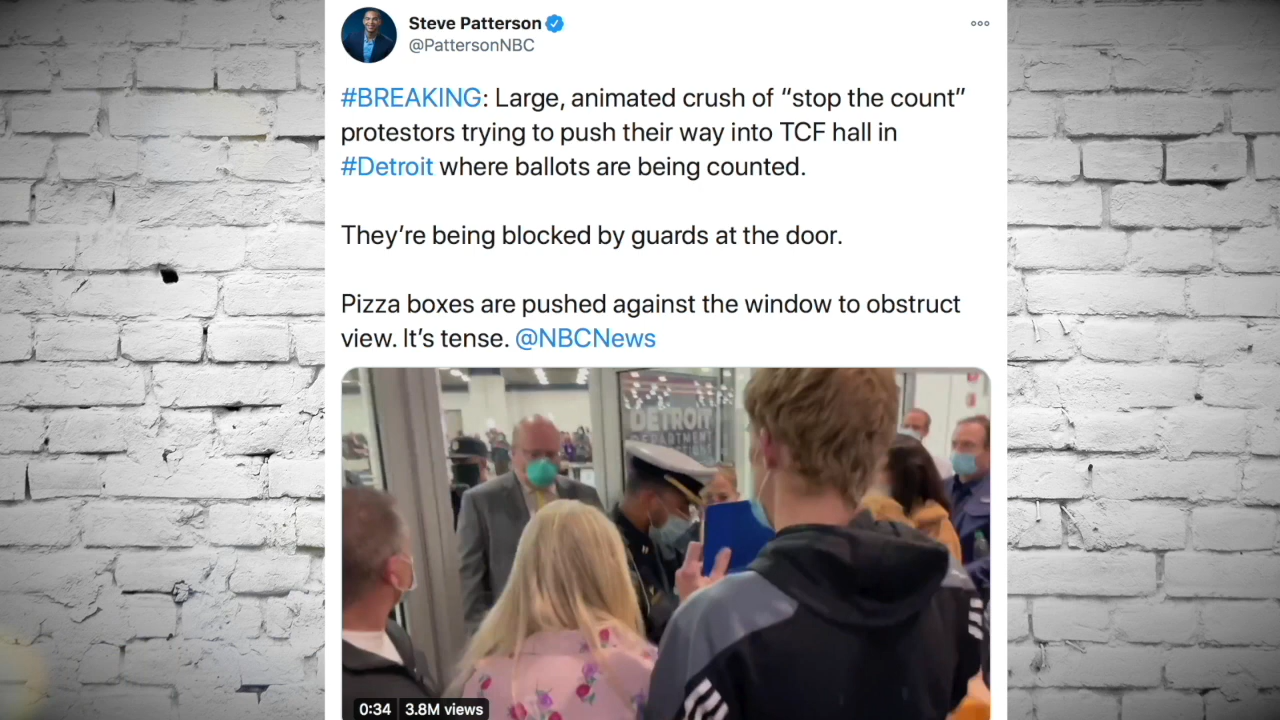 Steve Patterson
@PattersonNBC
#BREAKING: Large, animated crush of “stop the count”
protestors trying to push their way into TCF hall in
#Detroit where ballots are being counted.
They’re being blocked by guards at the door.
Pizza boxes are pushed against the window to obstruct
view. It’s tense. @NBCNews
DETROIT
DEPARTMENT
0:34 3.8M views